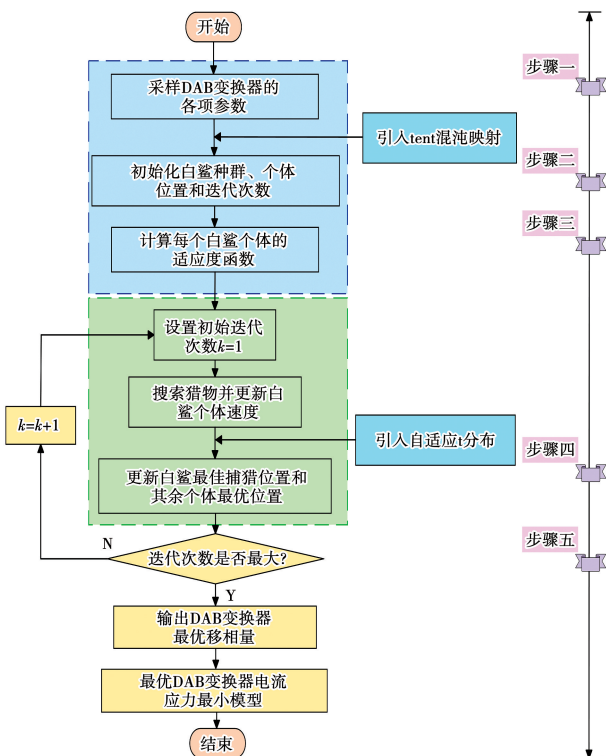 开始
步骤一
采样DAB变换器的
各项参数
引入tent混沌映射
步骤二
初始化白鲨种群、个体
位置和迭代次数
步骤三
计算每个白鲨个体的
适应度函数
设置初始迭代
次数k=1
搜索猎物并更新白
鲨个体速度
k=k+1
引入自适应t分布
步骤四
更新白鲨最佳捕猎位置和
其余个体最优位置
步骤五
N
迭代次数是否最大?
Y
输出DAB变换器
最优移相量
最优DAB变换器电流
应力最小模型
结束